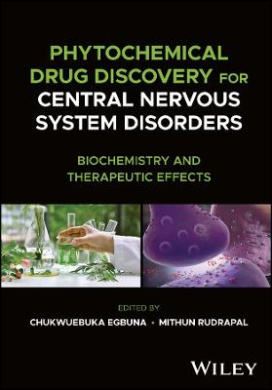 PHYTOCHEMICAL
DRUG DISCOVERY FOR
CENTRAL NERVOUS
SYSTEM DISORDERS
BIOCHEMISTRY AND
THERAPEUTIC EFFECTS
EDITED BY
CHUKWUEBUKA EGBUNA • MITHUN RUDRAPAL
WILEY